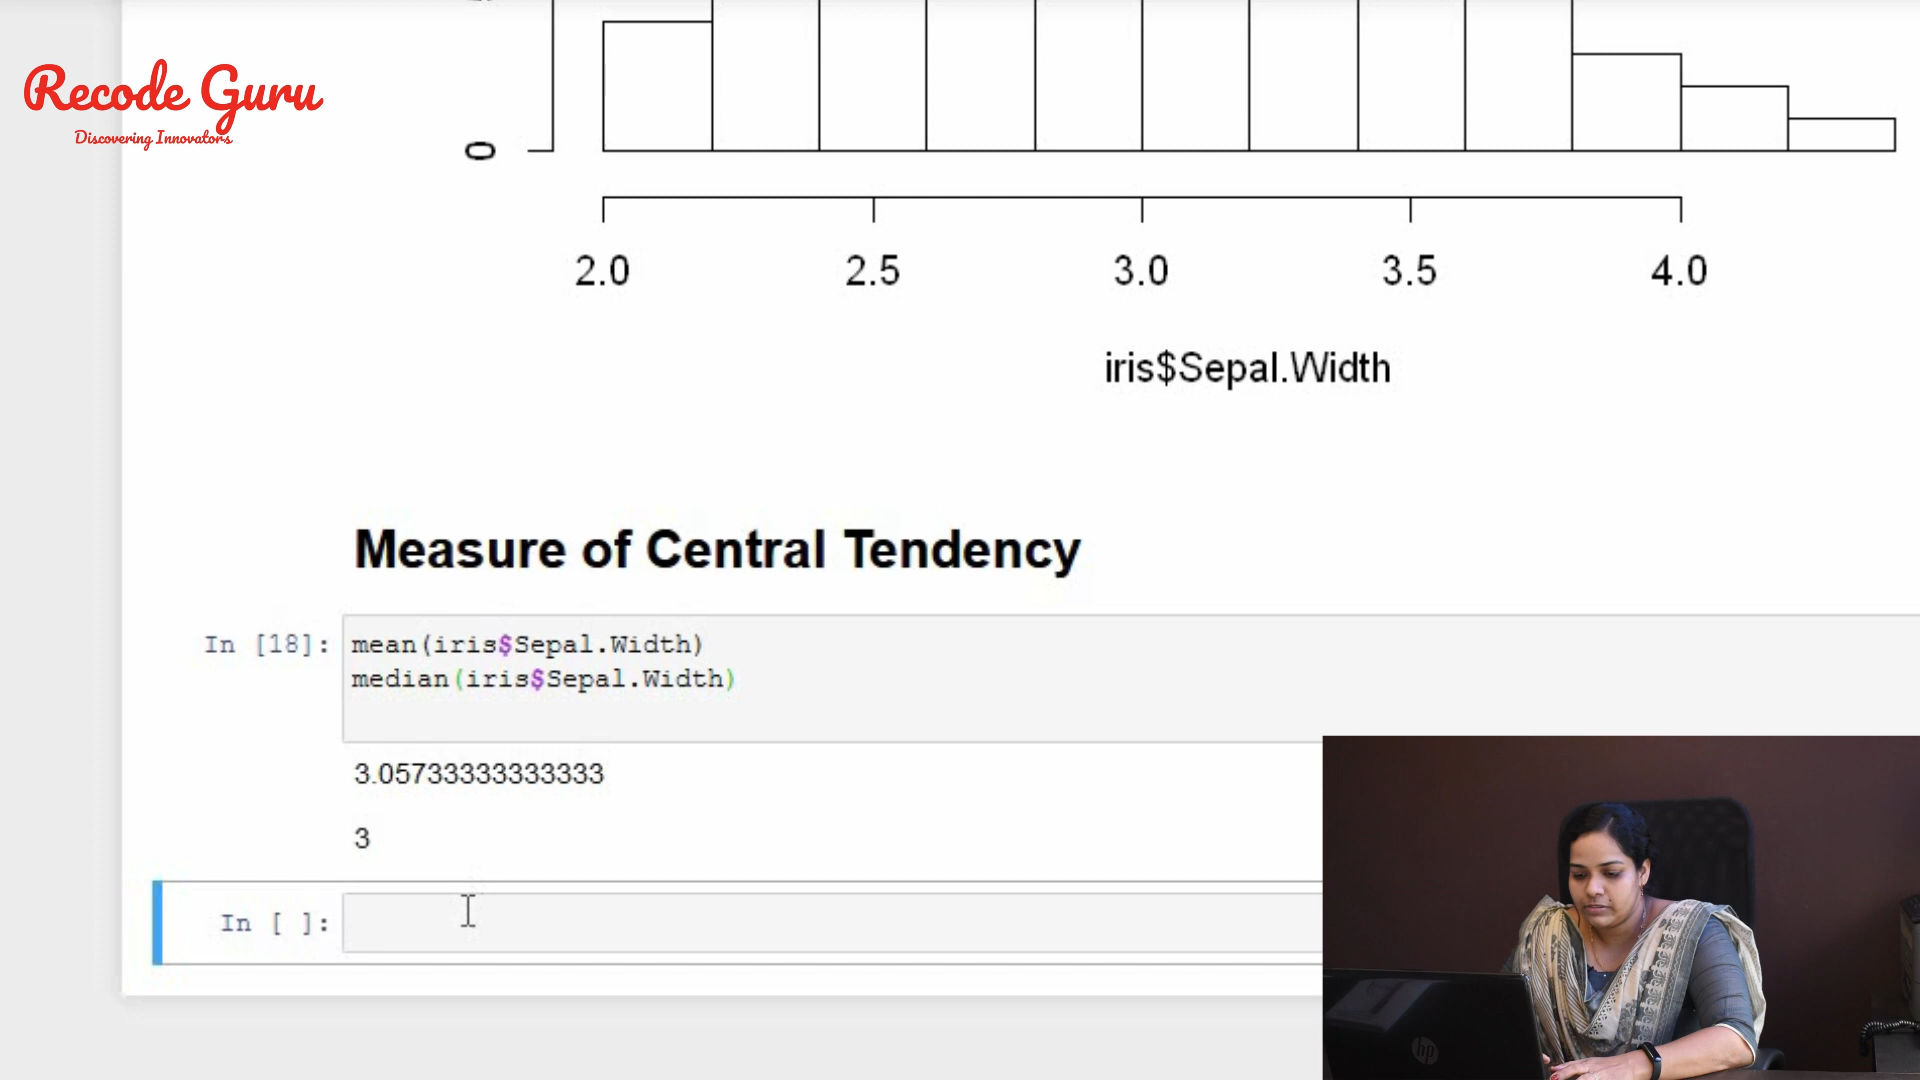 Recode Guru
Discovering Innovators
0
2.0 2.5 3.0 3.5 4.0
iris$Sepal.Width
Measure of Central Tendency
In [18]: mean(iris$Sepal.Width)
median(iris$Sepal.Width)
3.05733333333333
3
In [ ]:
hp